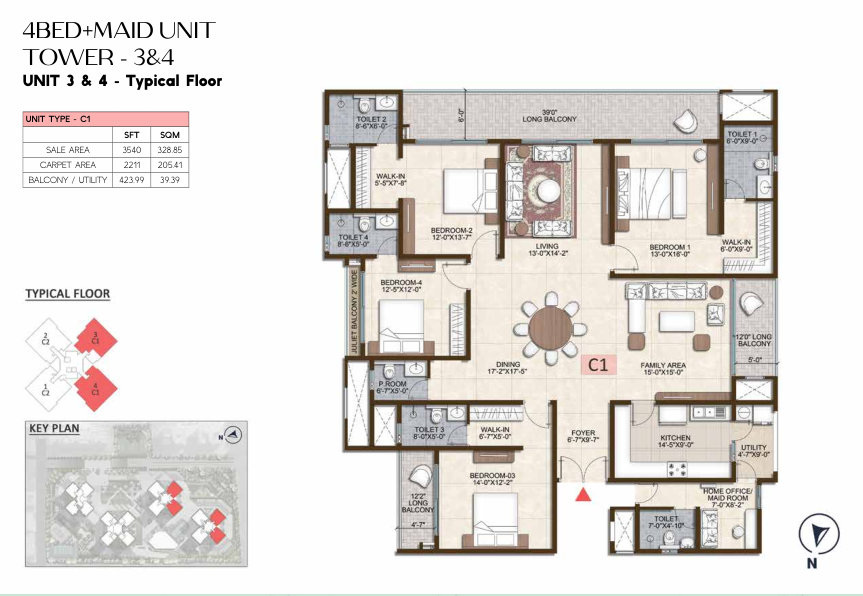 4BED+MAID UNIT
TOWER - 3&4
UNIT 3 & 4 - Typical Floor
UNIT TYPE - C1
SFT SQM
SALE AREA 3540 328.85
CARPET AREA 2211 205.41
BALCONY / UTILITY 423.99 39.39
TYPICAL FLOOR
2
C2
3
C1
1
C2
4
C1
KEY PLAN
N
TOILET 2
8'-6"X6'-0"
6'-0"
39'0"
LONG BALCONY
TOILET 1
6'-0"X9'-0"
WALK-IN
5'-5"X7'-8"
BEDROOM-2
12'-0"X13'-7"
LIVING
13'-0"X14'-2"
BEDROOM 1
13'-0"X16'-0"
WALK-IN
6'-0"X9'-0"
TOILET 4
8'-6"X5'-0"
JULIET BALCONY 2' WIDE
BEDROOM-4
12'-5"X12'-0"
12'0" LONG
BALCONY
5'-0"
DINING
17'-2"X17'-5"
C1
FAMILY AREA
15'-0"X15'-0"
P.ROOM
6'-7"X5'-0"
TOILET 3
8'-0"X5'-0"
WALK-IN
6'-7"X5'-0"
FOYER
6'-7"X9'-7"
KITCHEN
14'-5"X9'-0"
UTILITY
4'-7"X9'-0"
BEDROOM-03
14'-0"X12'-2"
12'2"
LONG
BALCONY
4'-7"
HOME OFFICE/
MAID ROOM
7'-0"X8'-2"
TOILET
7'-0"X4'-10"
N